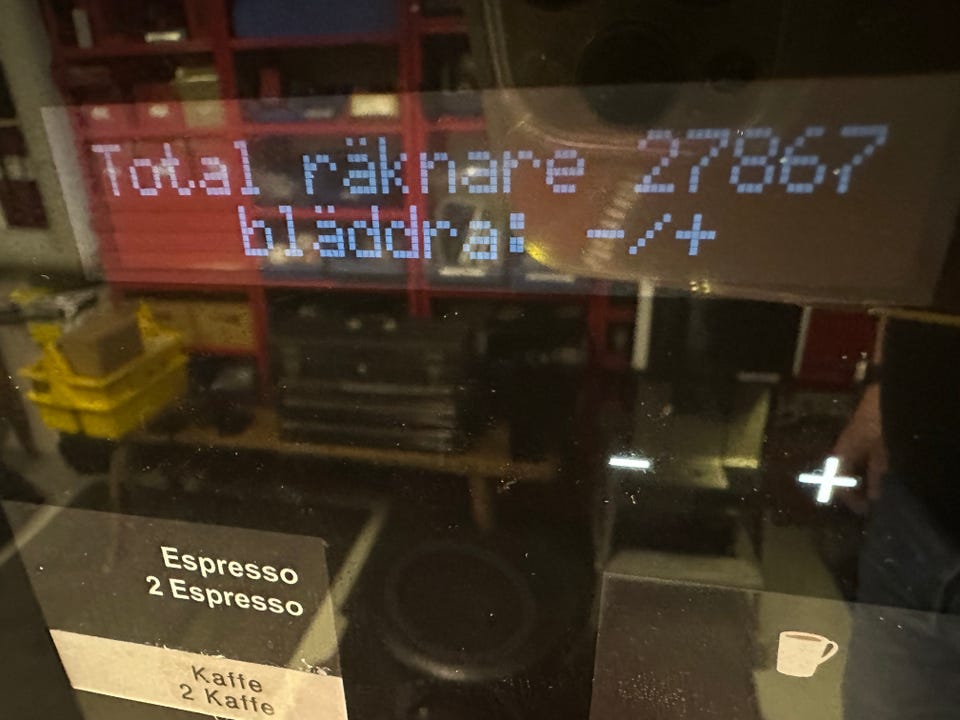 Total räknare 27867
bläddra: -/+
- +
Espresso
2 Espresso
Kaffe
2 Kaffe